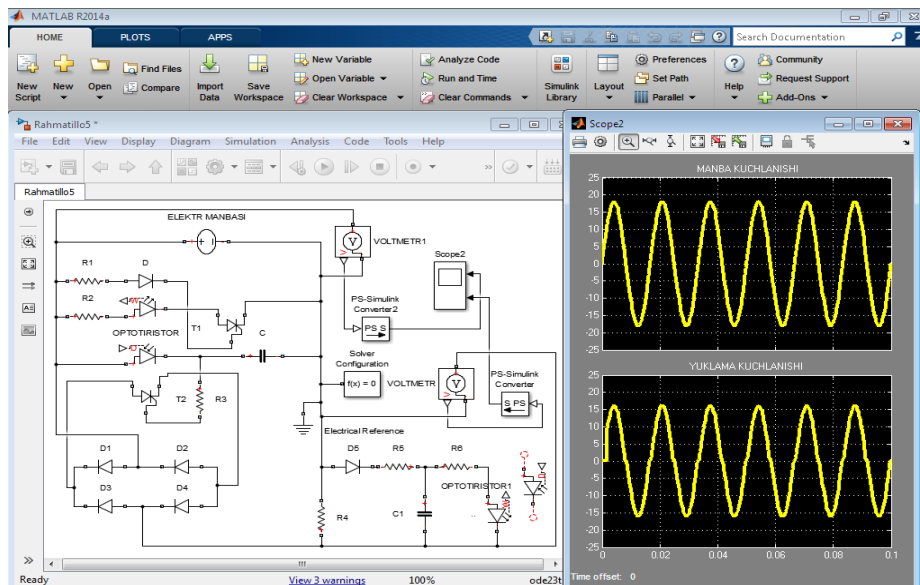 MATLAB R2014a
HOME PLOTS APPS
Search Documentation
New Script
New
Open
Find Files
Compare
Import Data
Save Workspace
New Variable
Open Variable
Clear Workspace
Analyze Code
Run and Time
Clear Commands
Simulink Library
Layout
Preferences
Set Path
Parallel
Help
Community
Request Support
Add-Ons
Rahmatillo5 *
File Edit View Display Diagram Simulation Analysis Code Tools Help
Rahmatillo5
ELEKTR MANBASI
V
VOLTMETR1
Scope2
R1
D
R2
OPTOTIRISTOR
T1
C
PS-Simulink
Converter2
PS S
Solver
Configuration
f(x) = 0
VOLTMETR
V
PS-Simulink
Converter
S PS
T2
R3
Electrical Reference
D1
D2
D3
D4
D5
R5
R6
OPTOTIRISTOR1
R4
C1
Ready
View 3 warnings
100%
ode23t
Scope2
MANBA KUCHLANISHI
25
20
15
10
5
0
-5
-10
-15
-20
-25
YUKLAMA KUCHLANISHI
25
20
15
10
5
0
-5
-10
-15
-20
-25
0 0.02 0.04 0.06 0.08 0.1
Time offset: 0